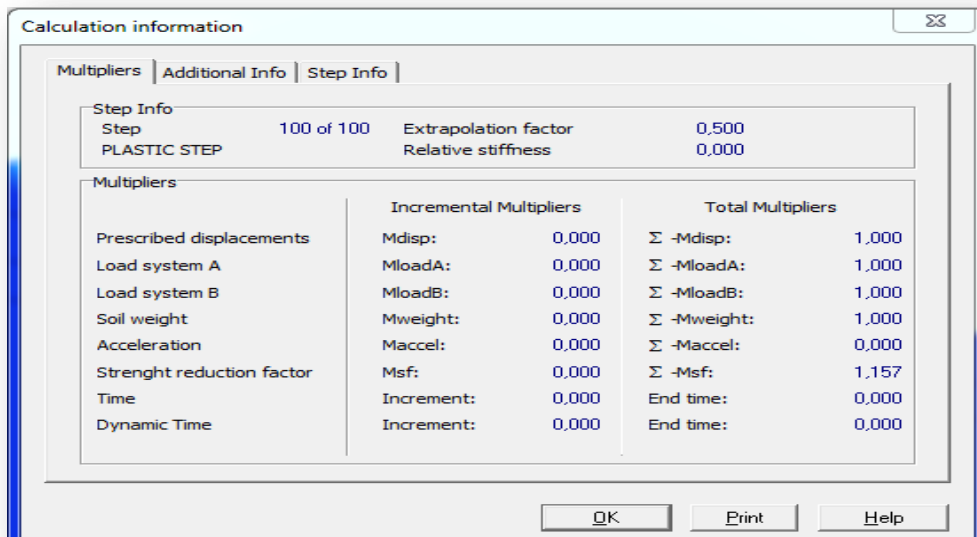 Calculation information
Multipliers Additional Info Step Info
Step Info
Step 100 of 100 Extrapolation factor 0,500
PLASTIC STEP Relative stiffness 0,000
Multipliers
Incremental Multipliers Total Multipliers
Prescribed displacements Mdisp: 0,000 Σ -Mdisp: 1,000
Load system A MloadA: 0,000 Σ -MloadA: 1,000
Load system B MloadB: 0,000 Σ -MloadB: 1,000
Soil weight Mweight: 0,000 Σ -Mweight: 1,000
Acceleration Maccel: 0,000 Σ -Maccel: 0,000
Strenght reduction factor Msf: 0,000 Σ -Msf: 1,157
Time Increment: 0,000 End time: 0,000
Dynamic Time Increment: 0,000 End time: 0,000
OK Print Help